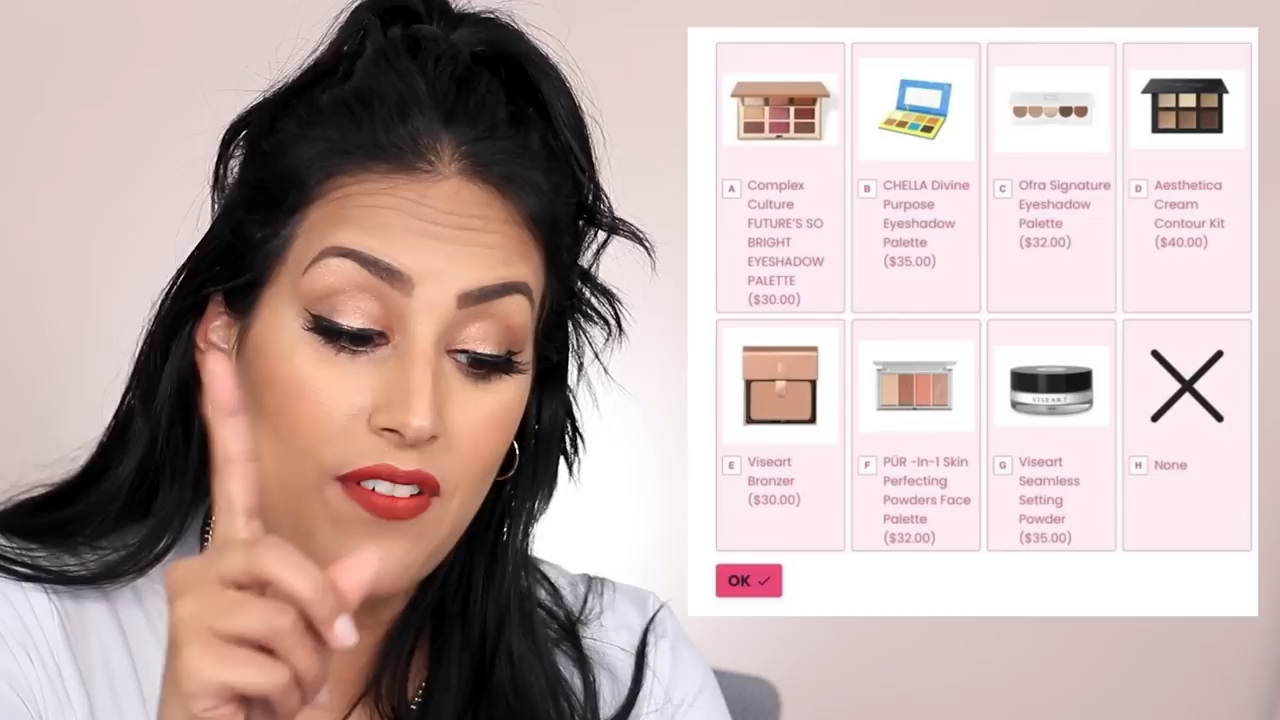 A Complex
Culture
FUTURE'S SO
BRIGHT
EYESHADOW
PALETTE
($30.00)
B CHELLA Divine
Purpose
Eyeshadow
Palette
($35.00)
C Ofra Signature
Eyeshadow
Palette
($32.00)
D Aesthetica
Cream
Contour Kit
($40.00)
E Viseart
Bronzer
($30.00)
F PÜR -In-1 Skin
Perfecting
Powders Face
Palette
($32.00)
VISEART
G Viseart
Seamless
Setting
Powder
($35.00)
H None
OK